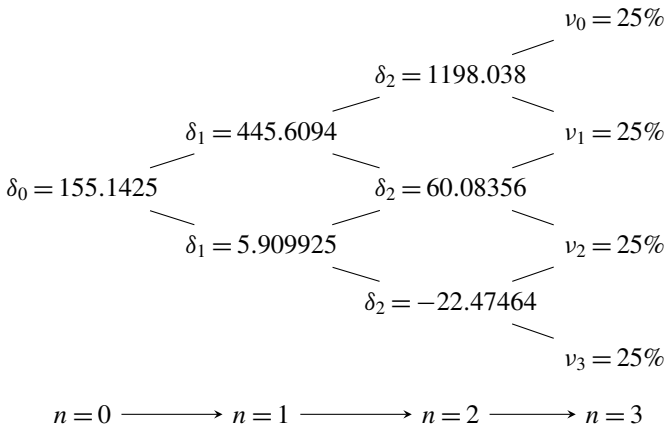 ν₀ = 25%
δ₂ = 1198.038
δ₁ = 445.6094
ν₁ = 25%
δ₀ = 155.1425
δ₂ = 60.08356
δ₁ = 5.909925
ν₂ = 25%
δ₂ = −22.47464
ν₃ = 25%
n = 0 → n = 1 → n = 2 → n = 3